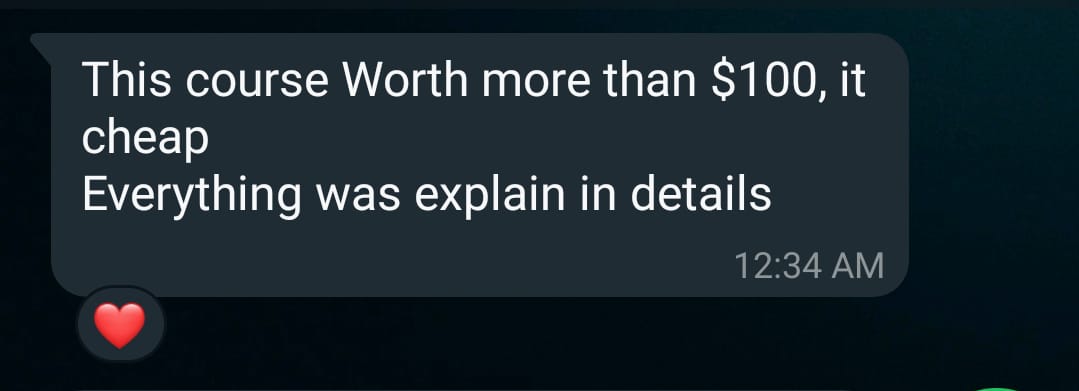 This course Worth more than $100, it
cheap
Everything was explain in details
12:34 AM